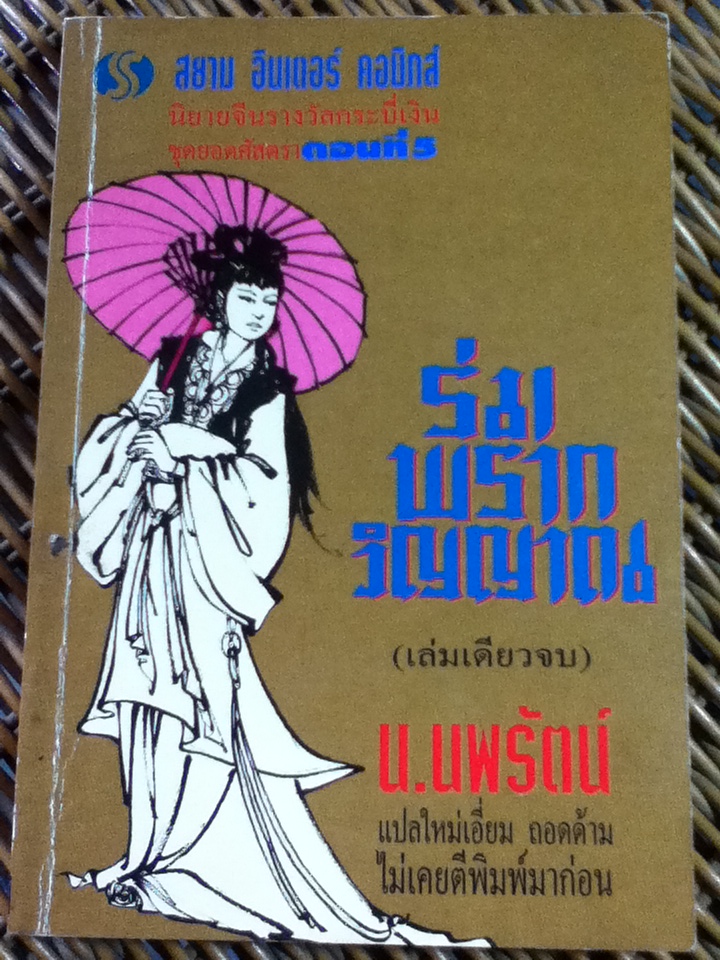 สยาม อินเตอร์ คอมิกส์
นิยายจีนรางวัลกระบี่เงิน
ชุดยอดศัสตรา ตอนที่ 5
ร่ม
พราก
วิญญาณ
(เล่มเดียวจบ)
น.นพรัตน์
แปลใหม่เอี่ยม ถอดด้าม
ไม่เคยตีพิมพ์มาก่อน